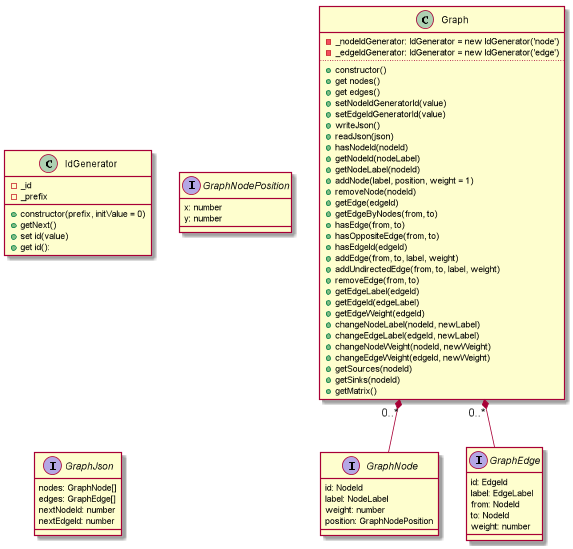 C Graph
_nodeIdGenerator: IdGenerator = new IdGenerator('node')
_edgeIdGenerator: IdGenerator = new IdGenerator('edge')
constructor()
get nodes()
get edges()
setNodeIdGeneratorId(value)
setEdgeIdGeneratorId(value)
writeJson()
readJson(json)
hasNodeId(nodeId)
getNodeId(nodeLabel)
getNodeLabel(nodeId)
addNode(label, position, weight = 1)
removeNode(nodeId)
getEdge(edgeId)
getEdgeByNodes(from, to)
hasEdge(from, to)
hasOppositeEdge(from, to)
hasEdgeId(edgeId)
addEdge(from, to, label, weight)
addUndirectedEdge(from, to, label, weight)
removeEdge(from, to)
getEdgeLabel(edgeId)
getEdgeId(edgeLabel)
getEdgeWeight(edgeId)
changeNodeLabel(nodeId, newLabel)
changeEdgeLabel(edgeId, newLabel)
changeNodeWeight(nodeId, newWeight)
changeEdgeWeight(edgeId, newWeight)
getSources(nodeId)
getSinks(nodeId)
getMatrix()
C IdGenerator
_id
_prefix
constructor(prefix, initValue = 0)
getNext()
set id(value)
get id():
I GraphNodePosition
x: number
y: number
0..*
0..*
I GraphJson
nodes: GraphNode[]
edges: GraphEdge[]
nextNodeId: number
nextEdgeId: number
I GraphNode
id: NodeId
label: NodeLabel
weight: number
position: GraphNodePosition
I GraphEdge
id: EdgeId
label: EdgeLabel
from: NodeId
to: NodeId
weight: number